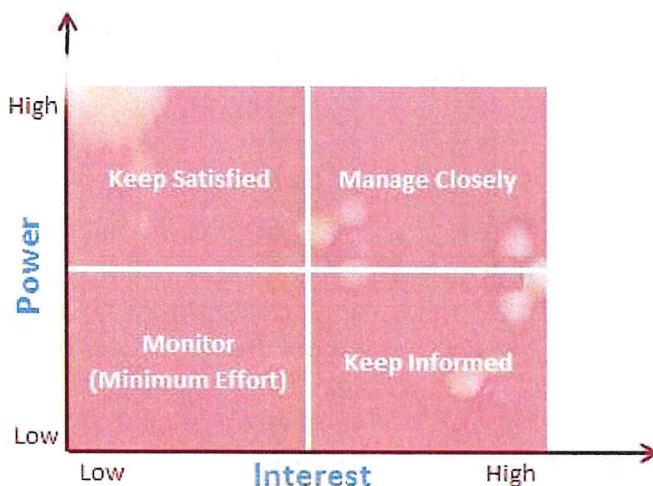 High
Keep Satisfied
Manage Closely
Power
Monitor
(Minimum Effort)
Keep Informed
Low
Low
Interest
High